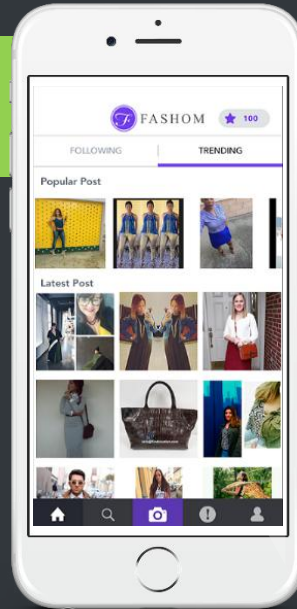 F FASHOM 100
FOLLOWING | TRENDING
Popular Post
Latest Post